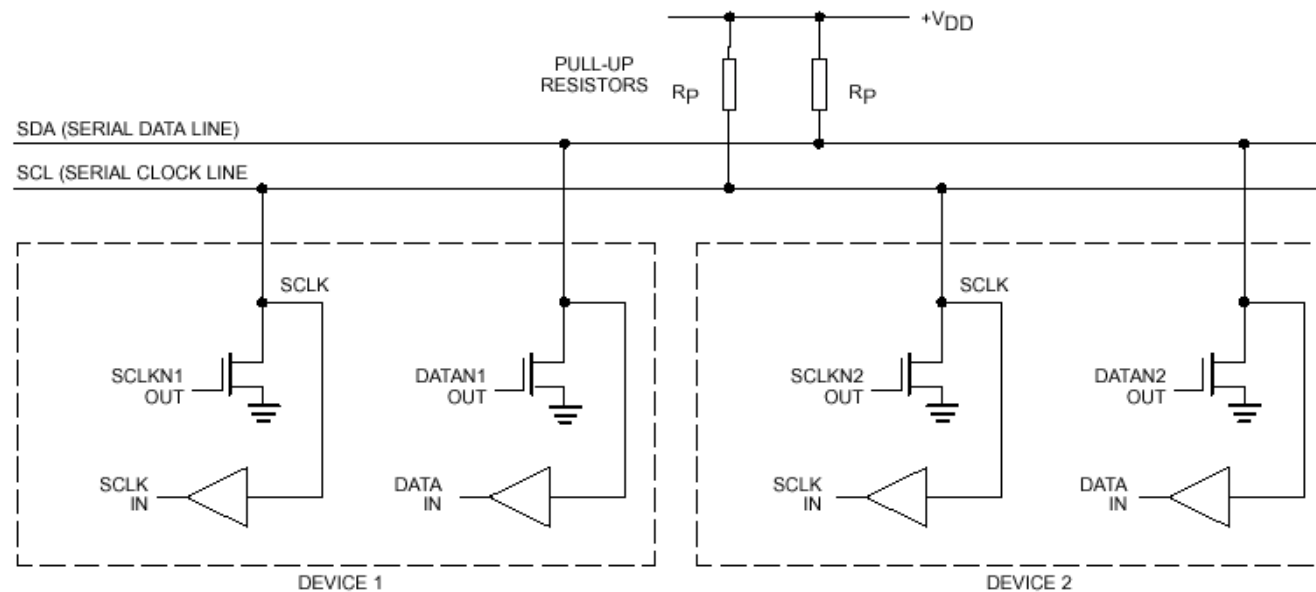 +VDD
PULL-UP
RESISTORS
RP
RP
SDA (SERIAL DATA LINE)
SCL (SERIAL CLOCK LINE
SCLK
SCLK
SCLKN1
OUT
DATAN1
OUT
SCLKN2
OUT
DATAN2
OUT
SCLK
IN
DATA
IN
SCLK
IN
DATA
IN
DEVICE 1
DEVICE 2